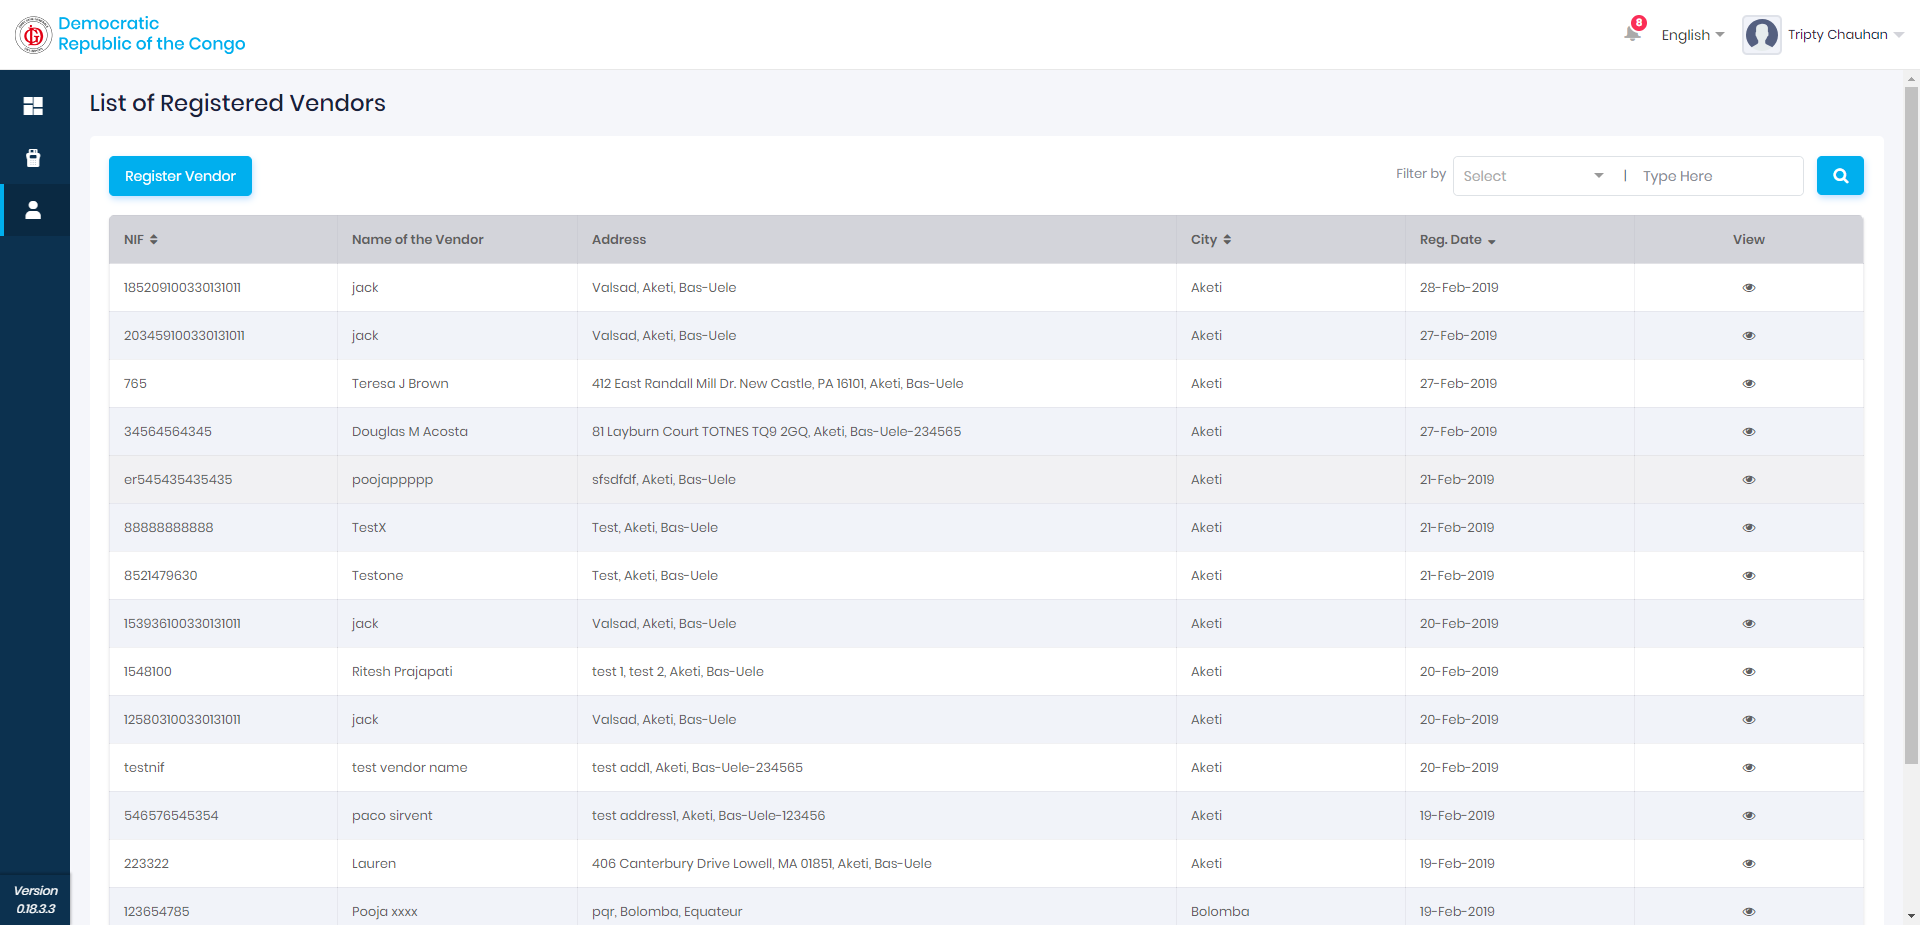 Democratic
Republic of the Congo
8
English
Tripty Chauhan
List of Registered Vendors
Register Vendor
Filter by Select | Type Here
NIF Name of the Vendor Address City Reg. Date View
185209100330131011 jack Valsad, Aketi, Bas-Uele Aketi 28-Feb-2019
203459100330131011 jack Valsad, Aketi, Bas-Uele Aketi 27-Feb-2019
765 Teresa J Brown 412 East Randall Mill Dr. New Castle, PA 16101, Aketi, Bas-Uele Aketi 27-Feb-2019
34564564345 Douglas M Acosta 81 Layburn Court TOTNES TQ9 2GQ, Aketi, Bas-Uele-234565 Aketi 27-Feb-2019
er545435435435 poojappppp sfsdfdf, Aketi, Bas-Uele Aketi 21-Feb-2019
88888888888 TestX Test, Aketi, Bas-Uele Aketi 21-Feb-2019
8521479630 Testone Test, Aketi, Bas-Uele Aketi 21-Feb-2019
153936100330131011 jack Valsad, Aketi, Bas-Uele Aketi 20-Feb-2019
1548100 Ritesh Prajapati test 1, test 2, Aketi, Bas-Uele Aketi 20-Feb-2019
125803100330131011 jack Valsad, Aketi, Bas-Uele Aketi 20-Feb-2019
testnif test vendor name test add1, Aketi, Bas-Uele-234565 Aketi 20-Feb-2019
546576545354 paco sirvent test address1, Aketi, Bas-Uele-123456 Aketi 19-Feb-2019
223322 Lauren 406 Canterbury Drive Lowell, MA 01851, Aketi, Bas-Uele Aketi 19-Feb-2019
123654785 Pooja xxxx pqr, Bolomba, Equateur Bolomba 19-Feb-2019
Version
0.18.3.3